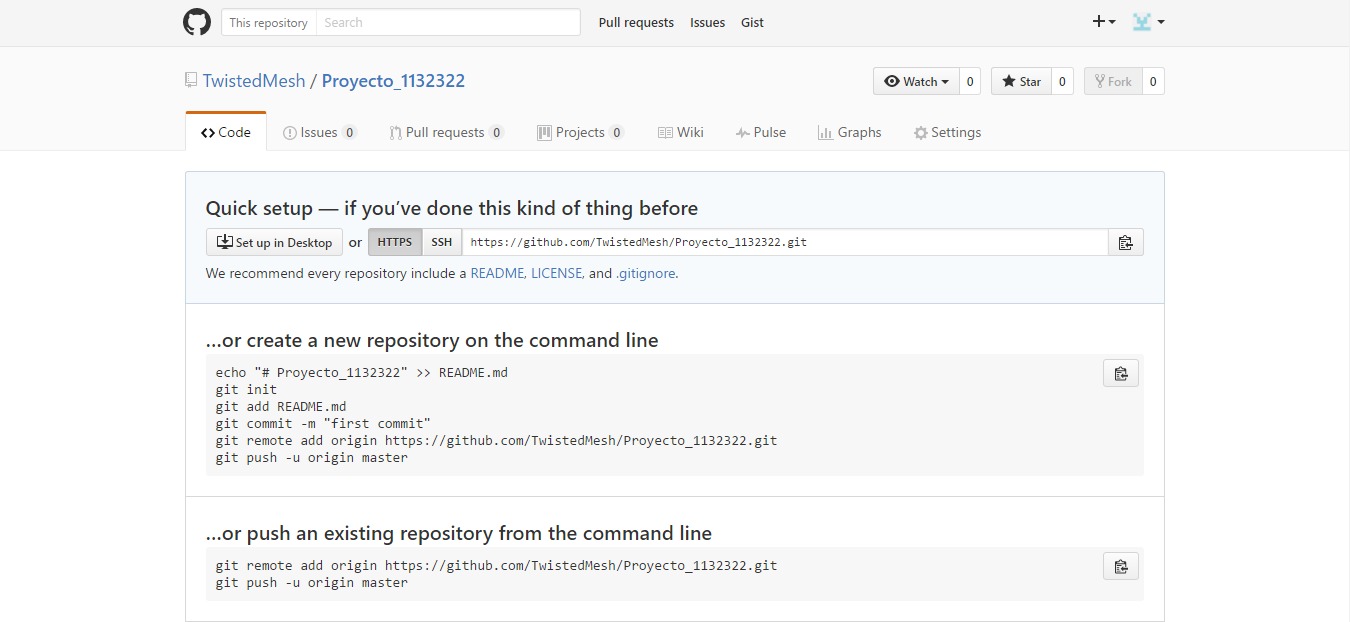 This repository Search Pull requests Issues Gist
TwistedMesh / Proyecto_1132322 Watch 0 Star 0 Fork 0
Code Issues 0 Pull requests 0 Projects 0 Wiki Pulse Graphs Settings
Quick setup — if you’ve done this kind of thing before
Set up in Desktop or HTTPS SSH https://github.com/TwistedMesh/Proyecto_1132322.git
We recommend every repository include a README, LICENSE, and .gitignore.
…or create a new repository on the command line
echo "# Proyecto_1132322" >> README.md
git init
git add README.md
git commit -m "first commit"
git remote add origin https://github.com/TwistedMesh/Proyecto_1132322.git
git push -u origin master
…or push an existing repository from the command line
git remote add origin https://github.com/TwistedMesh/Proyecto_1132322.git
git push -u origin master